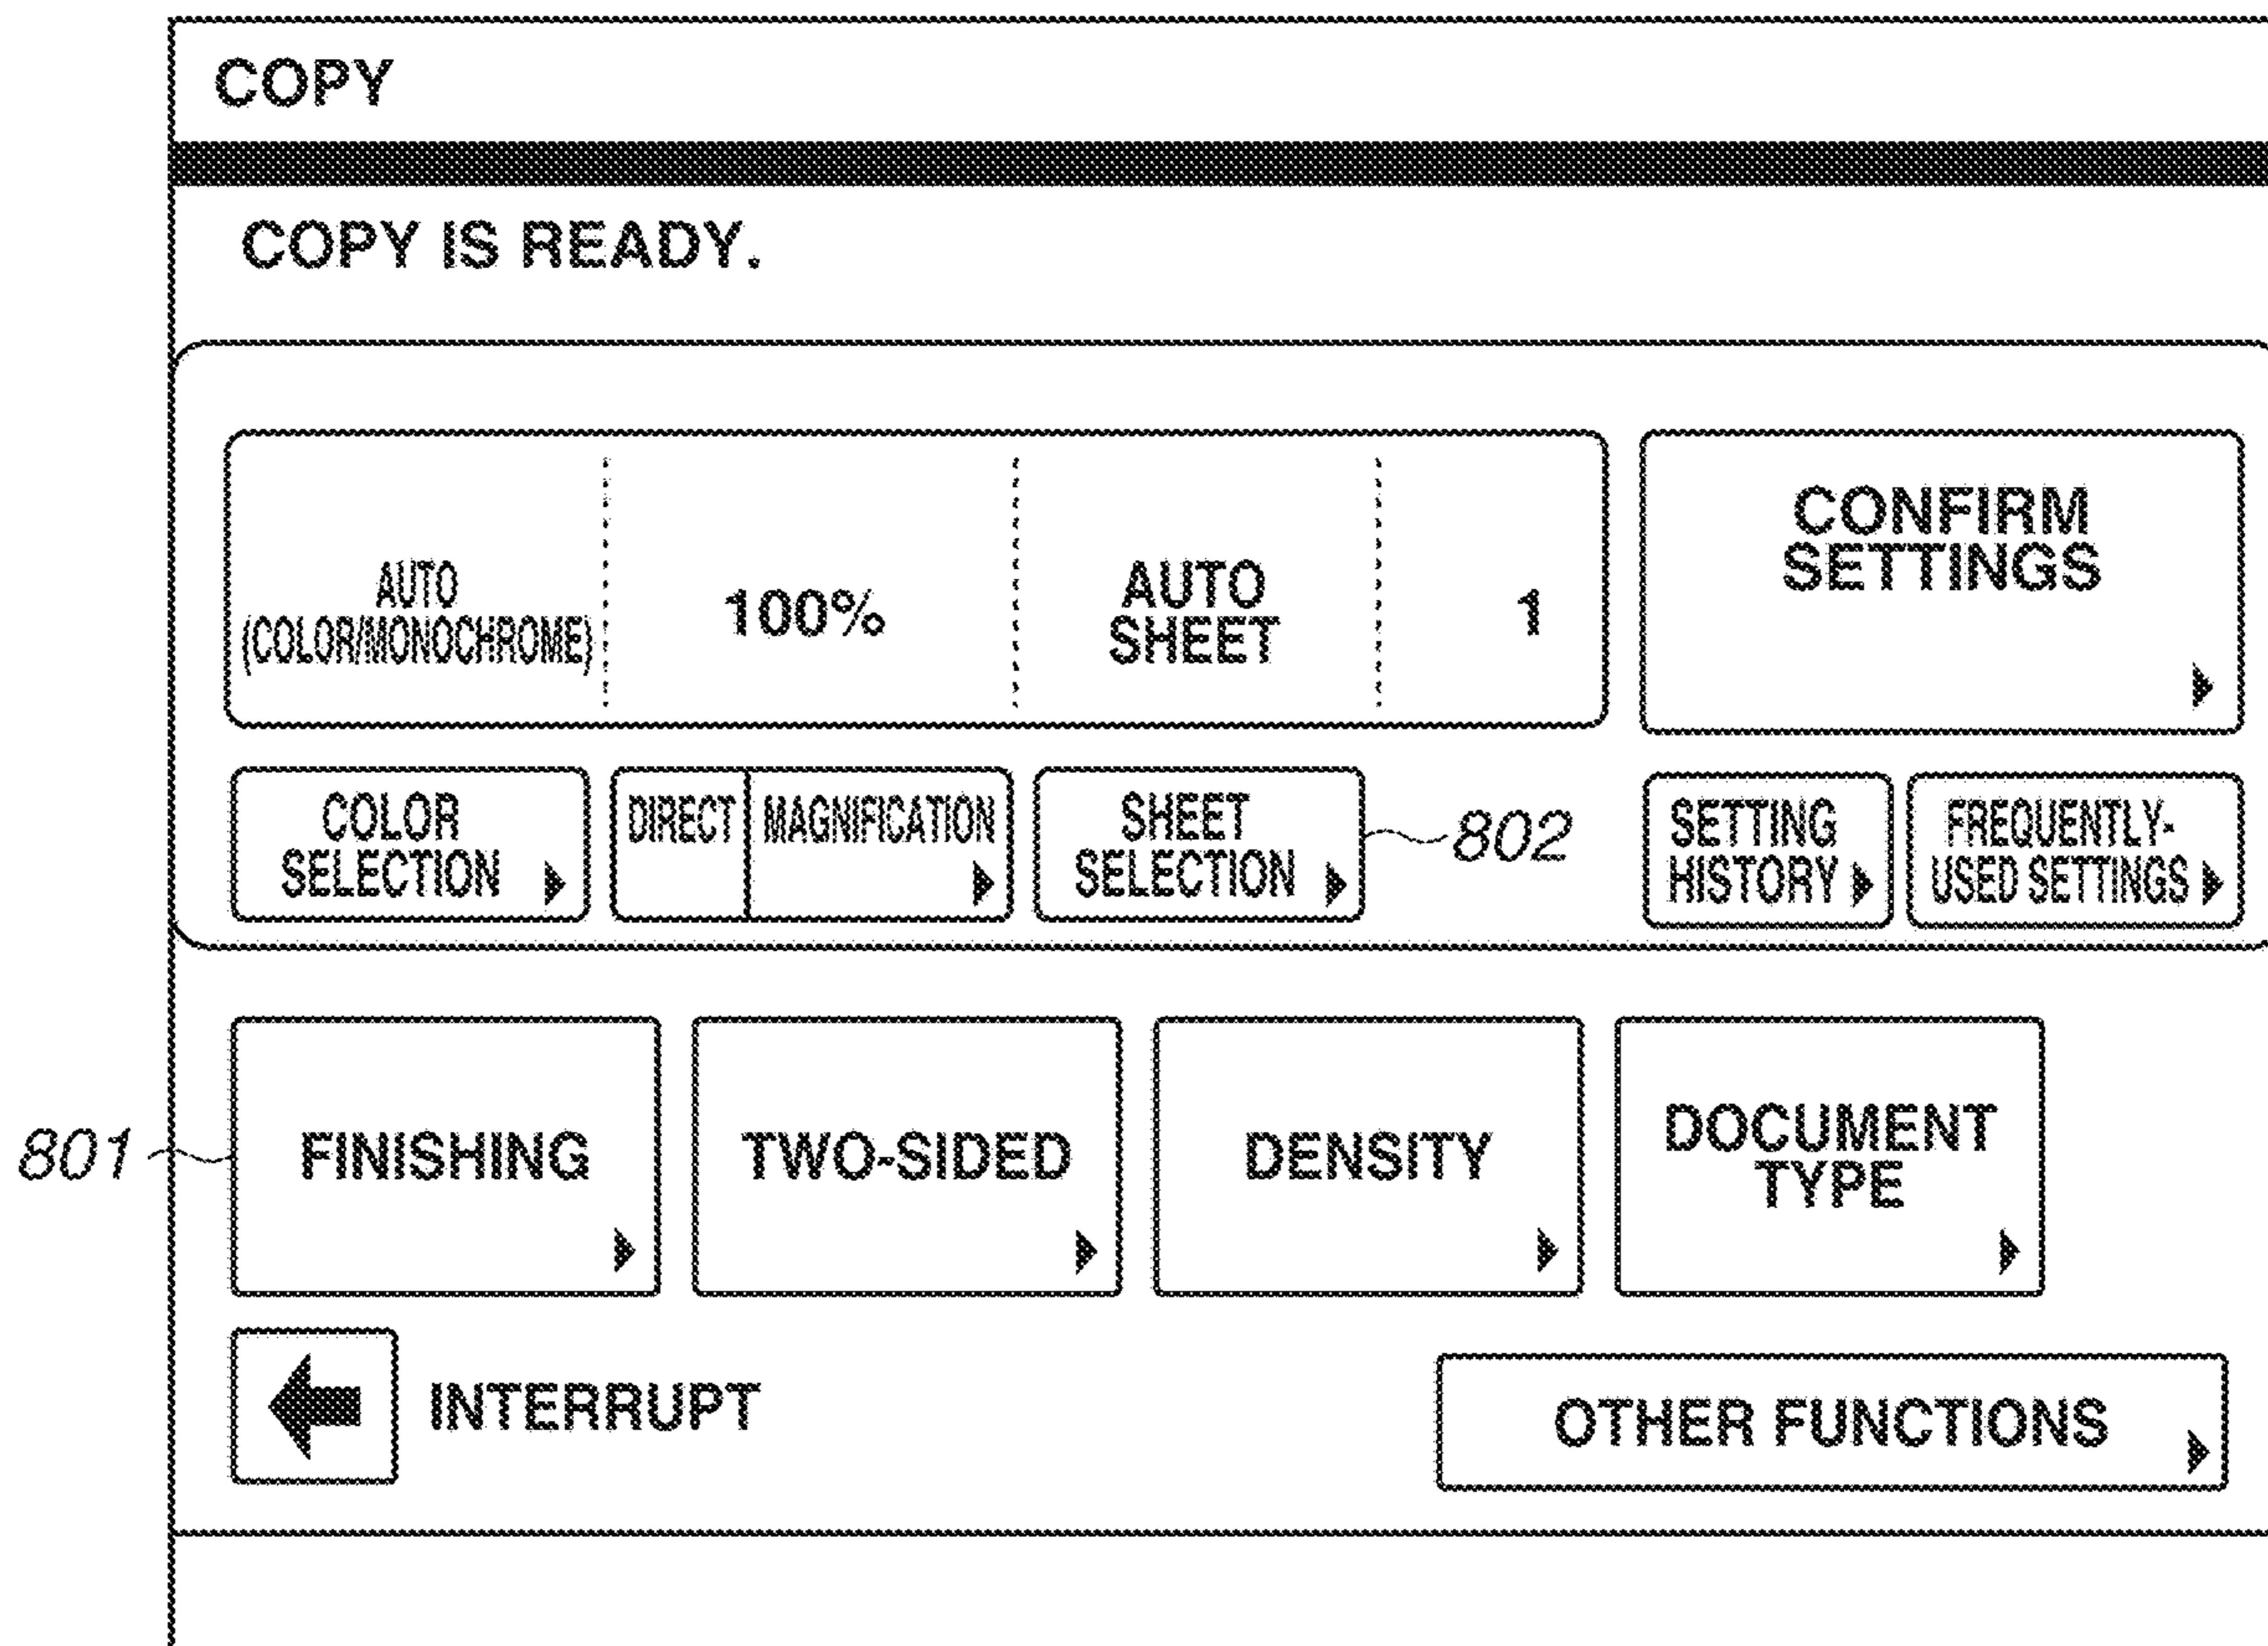 COPY
COPY IS READY.
AUTO
(COLOR/MONOCHROME)
100%
AUTO
SHEET
1
CONFIRM
SETTINGS
COLOR
SELECTION
DIRECT
MAGNIFICATION
SHEET
SELECTION
802
SETTING
HISTORY
FREQUENTLY-
USED SETTINGS
801
FINISHING
TWO-SIDED
DENSITY
DOCUMENT
TYPE
INTERRUPT
OTHER FUNCTIONS